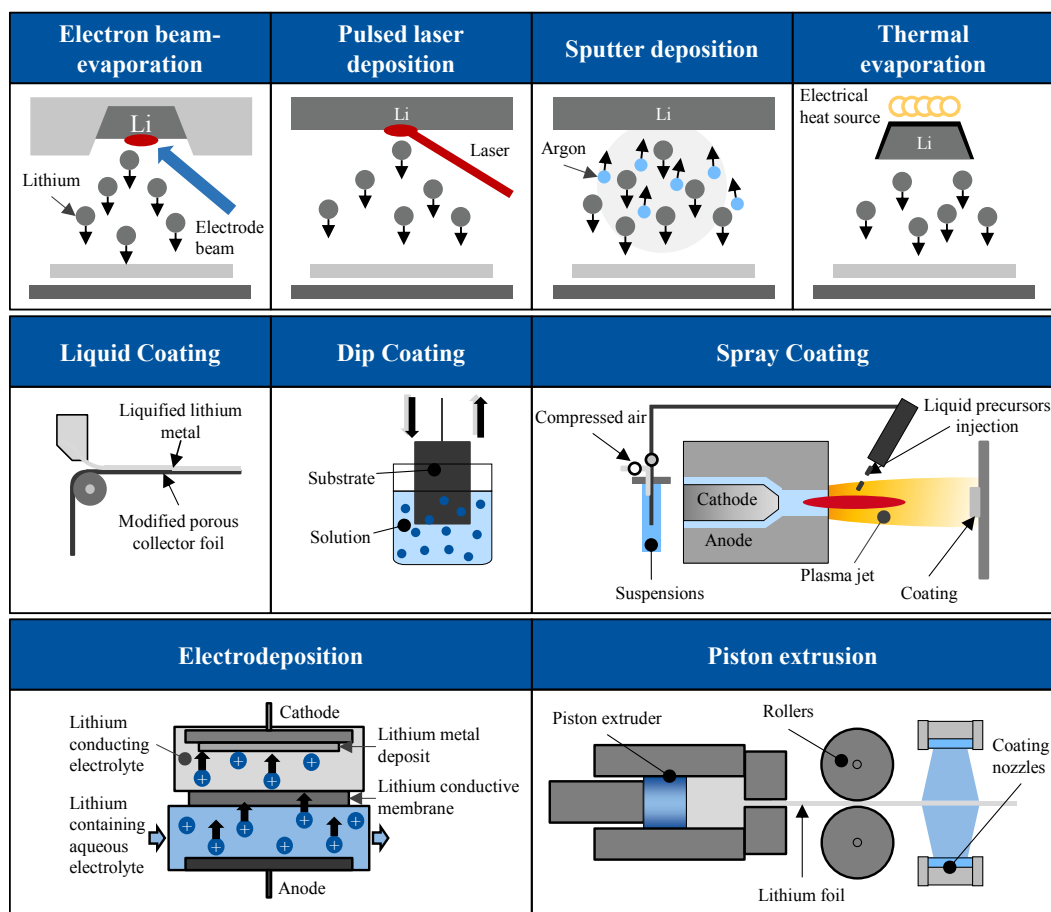 Electron beam-
evaporation
Pulsed laser
deposition
Sputter deposition
Thermal
evaporation
Li
Lithium
Electrode
beam
Li
Laser
Li
Argon
Electrical
heat source
Li
Liquid Coating
Dip Coating
Spray Coating
Liquified lithium
metal
Modified porous
collector foil
Substrate
Solution
Compressed air
Liquid precursors
injection
Cathode
Anode
Plasma jet
Suspensions
Coating
Electrodeposition
Piston extrusion
Cathode
Lithium
conducting
electrolyte
Lithium metal
deposit
Lithium conductive
membrane
Lithium
containing
aqueous
electrolyte
+ + + +
+ + + + + + +
Anode
Piston extruder
Rollers
Coating
nozzles
Lithium foil